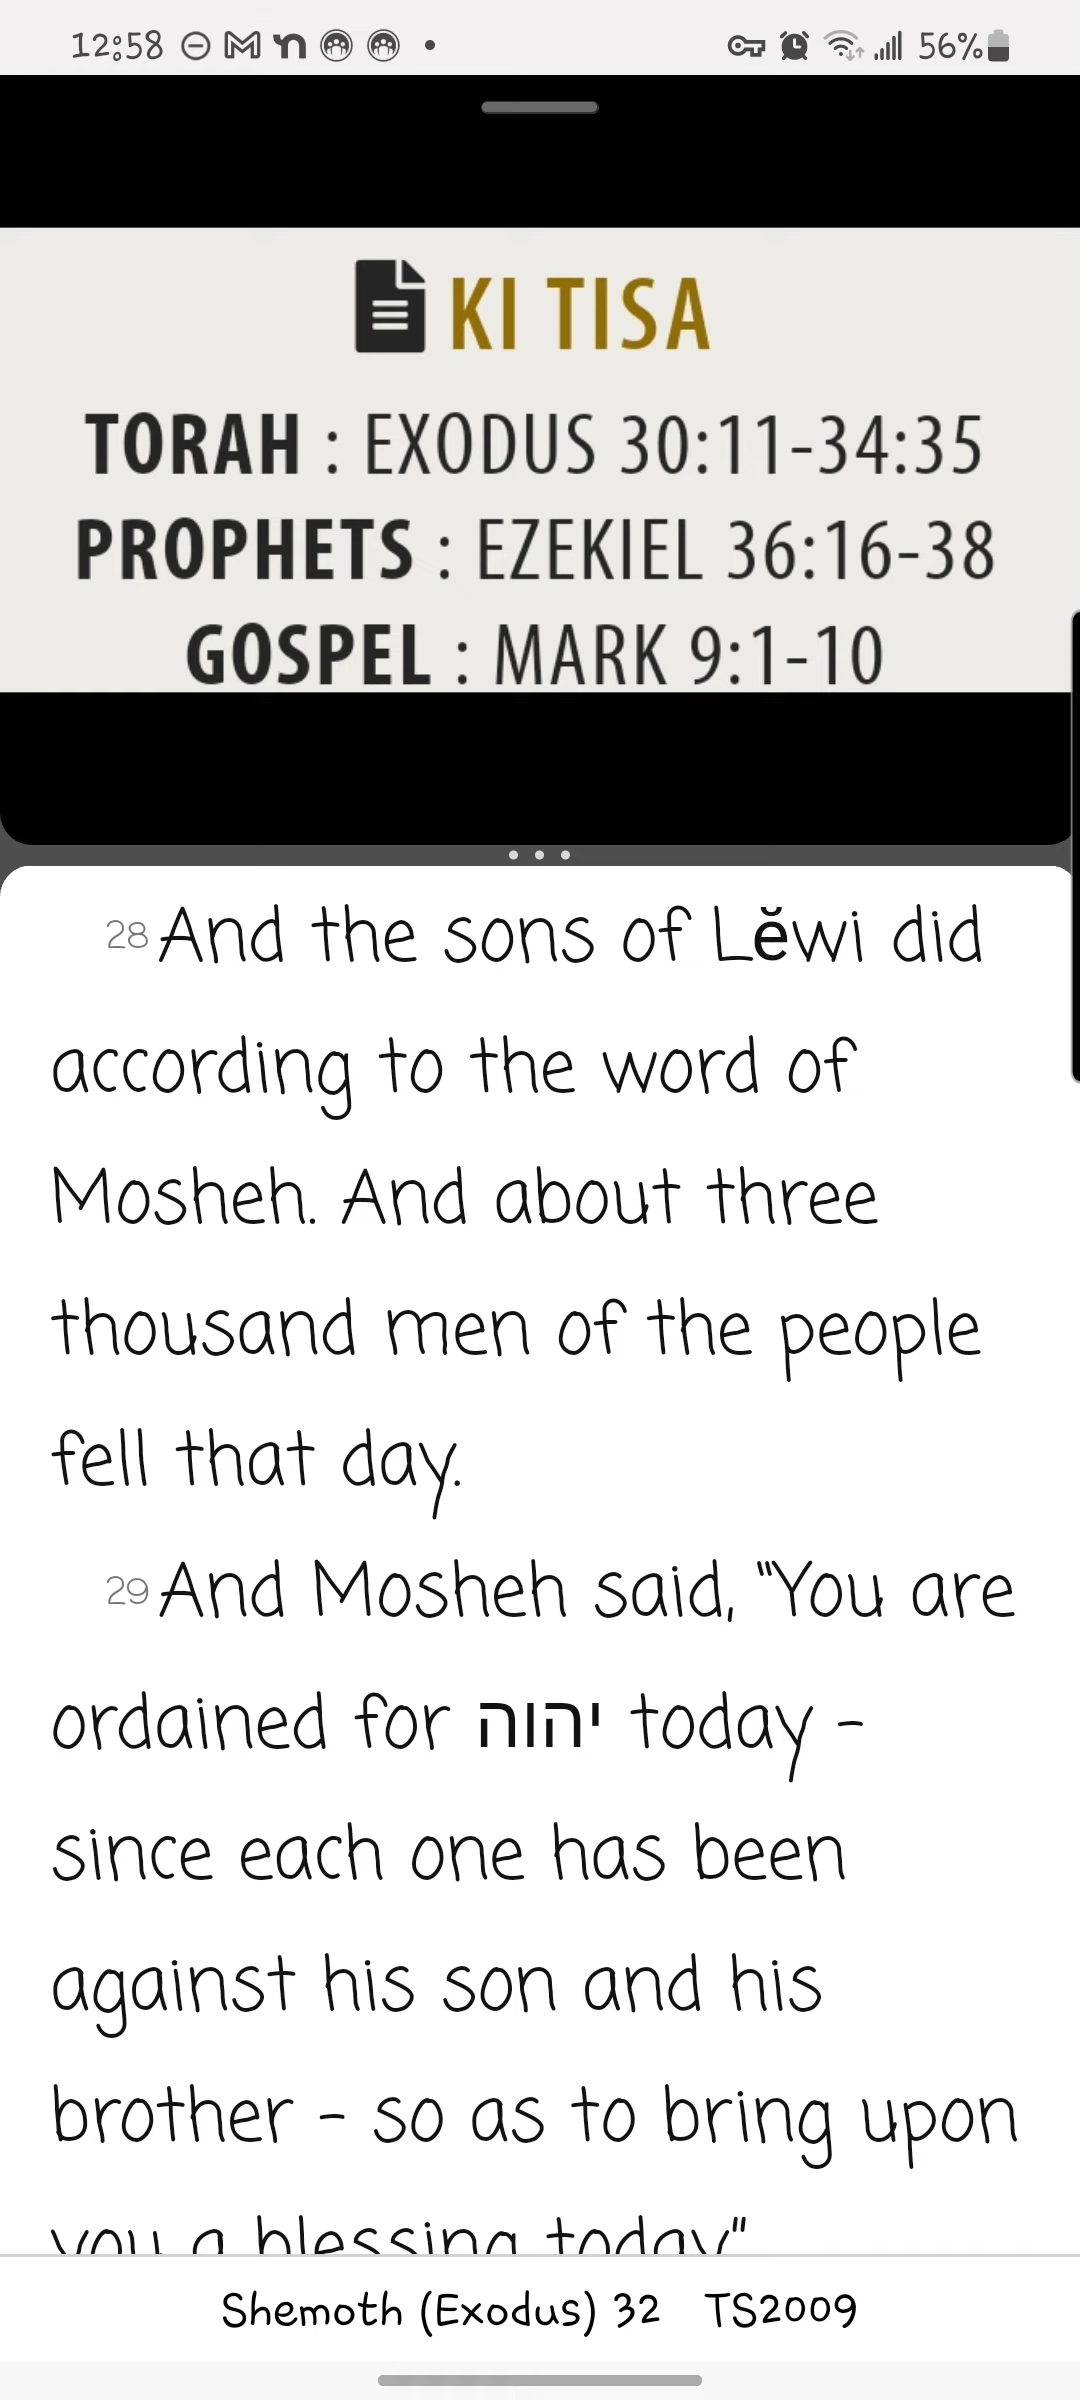 12:58 56%
KI TISA
TORAH : EXODUS 30:11-34:35
PROPHETS : EZEKIEL 36:16-38
GOSPEL : MARK 9:1-10
28 And the sons of Lĕwi did
according to the word of
Mosheh. And about three
thousand men of the people
fell that day.
29 And Mosheh said, "You are
ordained for יהוה today -
since each one has been
against his son and his
brother - so as to bring upon
you a blessing today"
Shemoth (Exodus) 32 TS2009